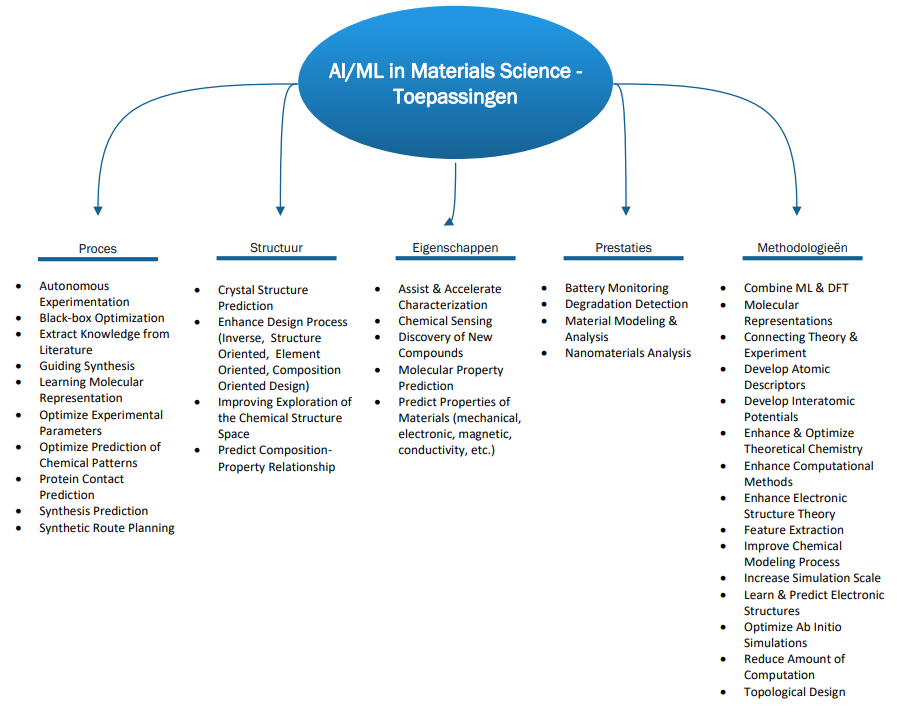 AI/ML in Materials Science -
Toepassingen
Proces
• Autonomous
Experimentation
• Black-box Optimization
• Extract Knowledge from
Literature
• Guiding Synthesis
• Learning Molecular
Representation
• Optimize Experimental
Parameters
• Optimize Prediction of
Chemical Patterns
• Protein Contact
Prediction
• Synthesis Prediction
• Synthetic Route Planning
Structuur
• Crystal Structure
Prediction
• Enhance Design Process
(Inverse, Structure
Oriented, Element
Oriented, Composition
Oriented Design)
• Improving Exploration of
the Chemical Structure
Space
• Predict Composition-
Property Relationship
Eigenschappen
• Assist & Accelerate
Characterization
• Chemical Sensing
• Discovery of New
Compounds
• Molecular Property
Prediction
• Predict Properties of
Materials (mechanical,
electronic, magnetic,
conductivity, etc.)
Prestaties
• Battery Monitoring
• Degradation Detection
• Material Modeling &
Analysis
• Nanomaterials Analysis
Methodologieën
• Combine ML & DFT
• Molecular
Representations
• Connecting Theory &
Experiment
• Develop Atomic
Descriptors
• Develop Interatomic
Potentials
• Enhance & Optimize
Theoretical Chemistry
• Enhance Computational
Methods
• Enhance Electronic
Structure Theory
• Feature Extraction
• Improve Chemical
Modeling Process
• Increase Simulation Scale
• Learn & Predict Electronic
Structures
• Optimize Ab Initio
Simulations
• Reduce Amount of
Computation
• Topological Design